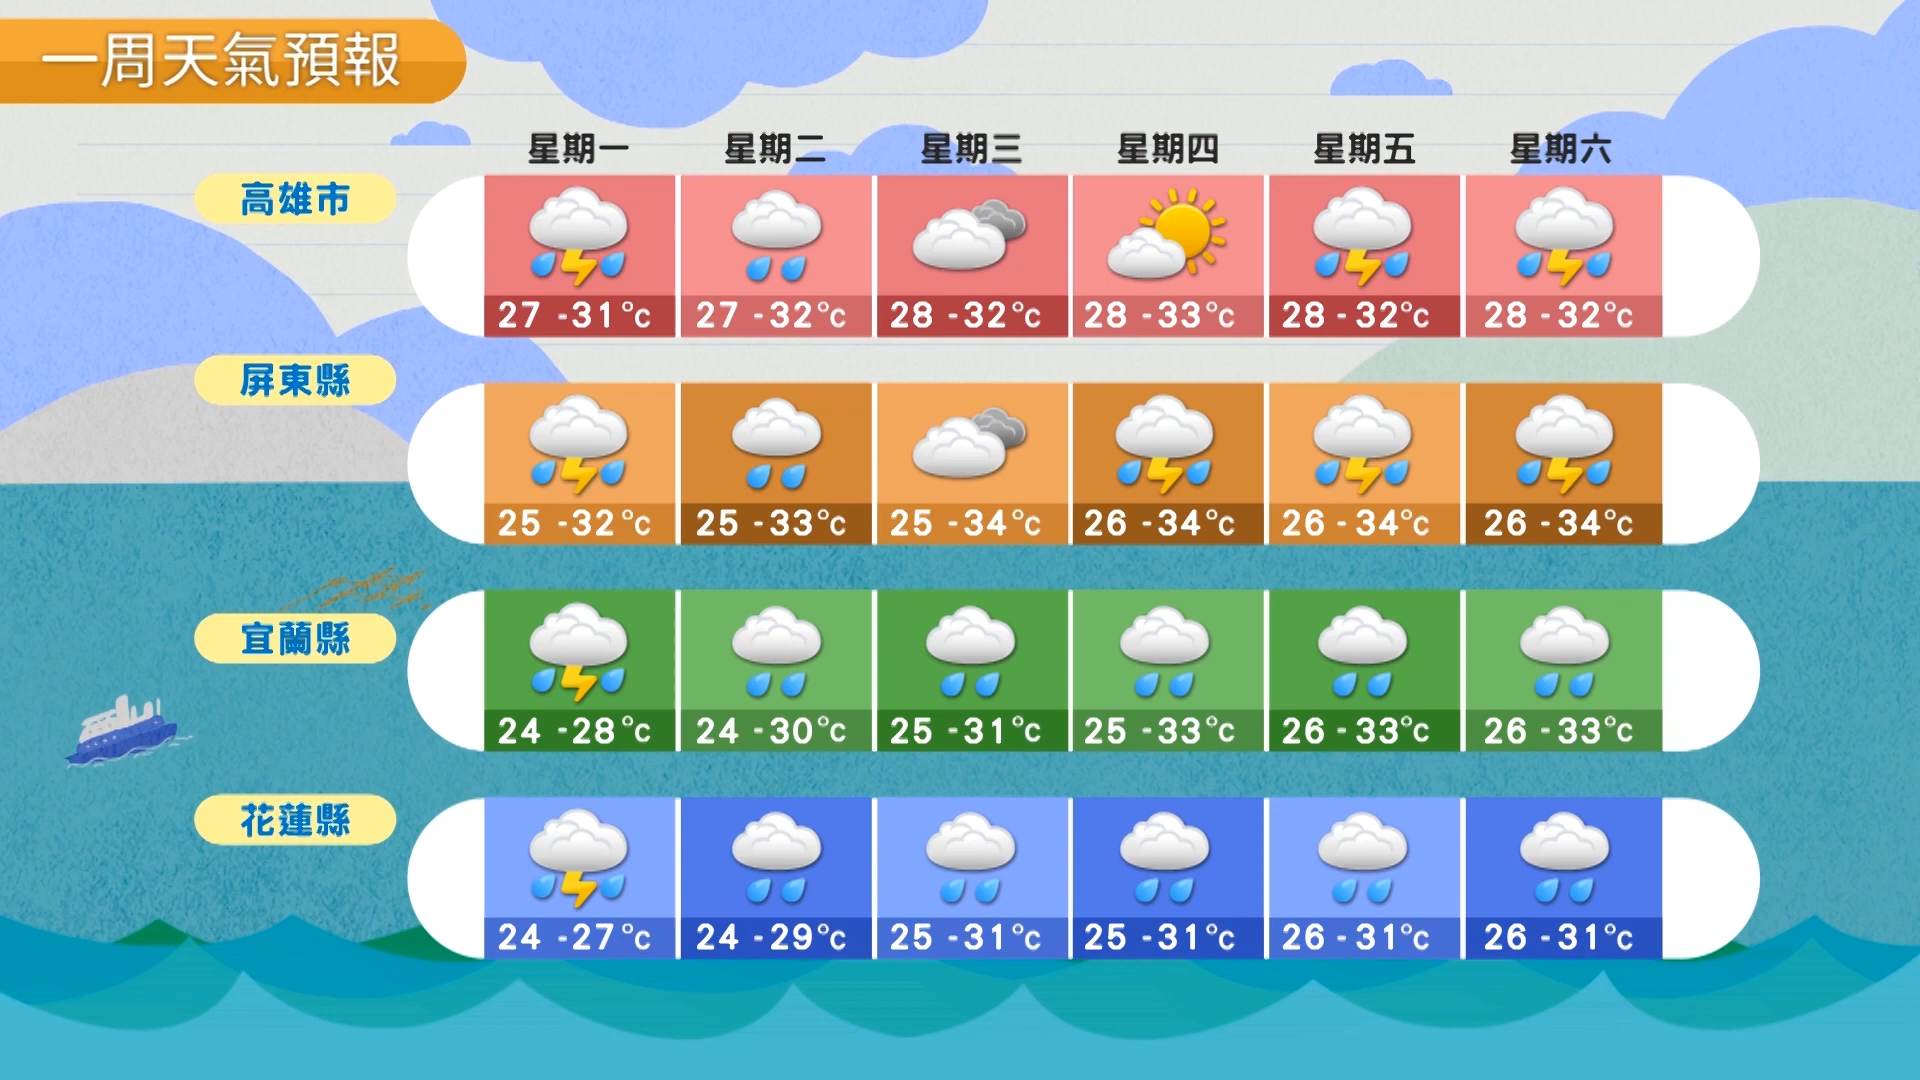 一周天氣預報
星期一 星期二 星期三 星期四 星期五 星期六
高雄市
27 -31°C 27 -32°C 28 -32°C 28 -33°C 28 -32°C 28 -32°C
屏東縣
25 -32°C 25 -33°C 25 -34°C 26 -34°C 26 -34°C 26 -34°C
宜蘭縣
24 -28°C 24 -30°C 25 -31°C 25 -33°C 26 -33°C 26 -33°C
花蓮縣
24 -27°C 24 -29°C 25 -31°C 25 -31°C 26 -31°C 26 -31°C